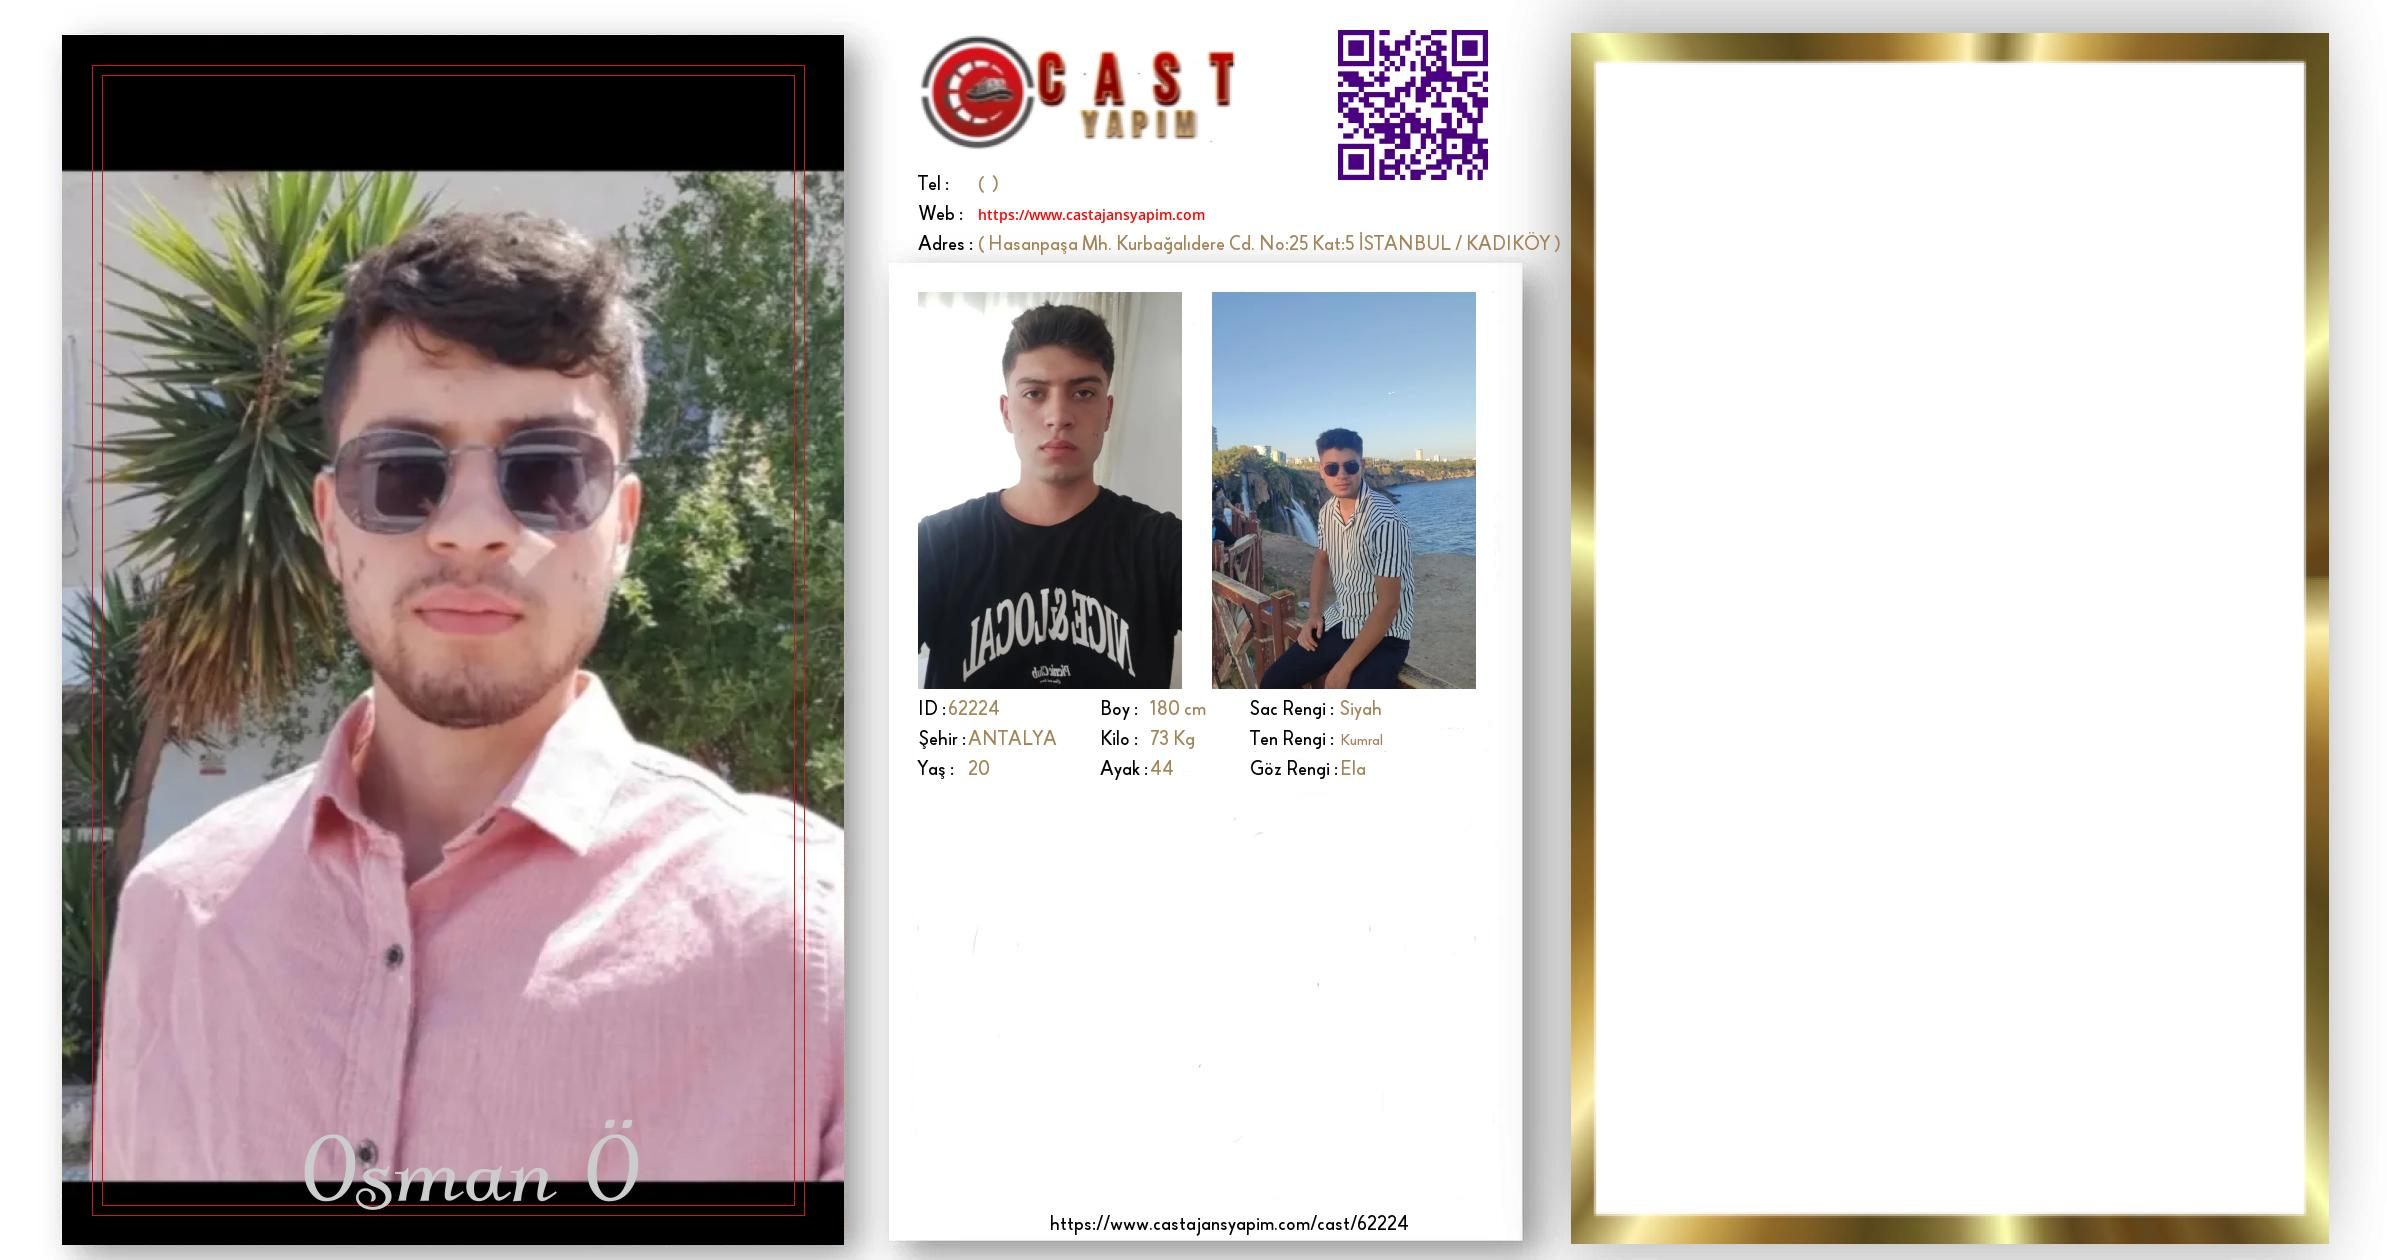 Osman Ö
CAST
YAPIM
Tel : ( )
Web : https://www.castajansyapim.com
Adres : ( Hasanpaşa Mh. Kurbağalıdere Cd. No:25 Kat:5 İSTANBUL / KADIKÖY )
NICE & LOCAL
Picnic Club
ID : 62224 Boy : 180 cm Sac Rengi : Siyah
Şehir : ANTALYA Kilo : 73 Kg Ten Rengi : Kumral
Yaş : 20 Ayak : 44 Göz Rengi : Ela
https://www.castajansyapim.com/cast/62224